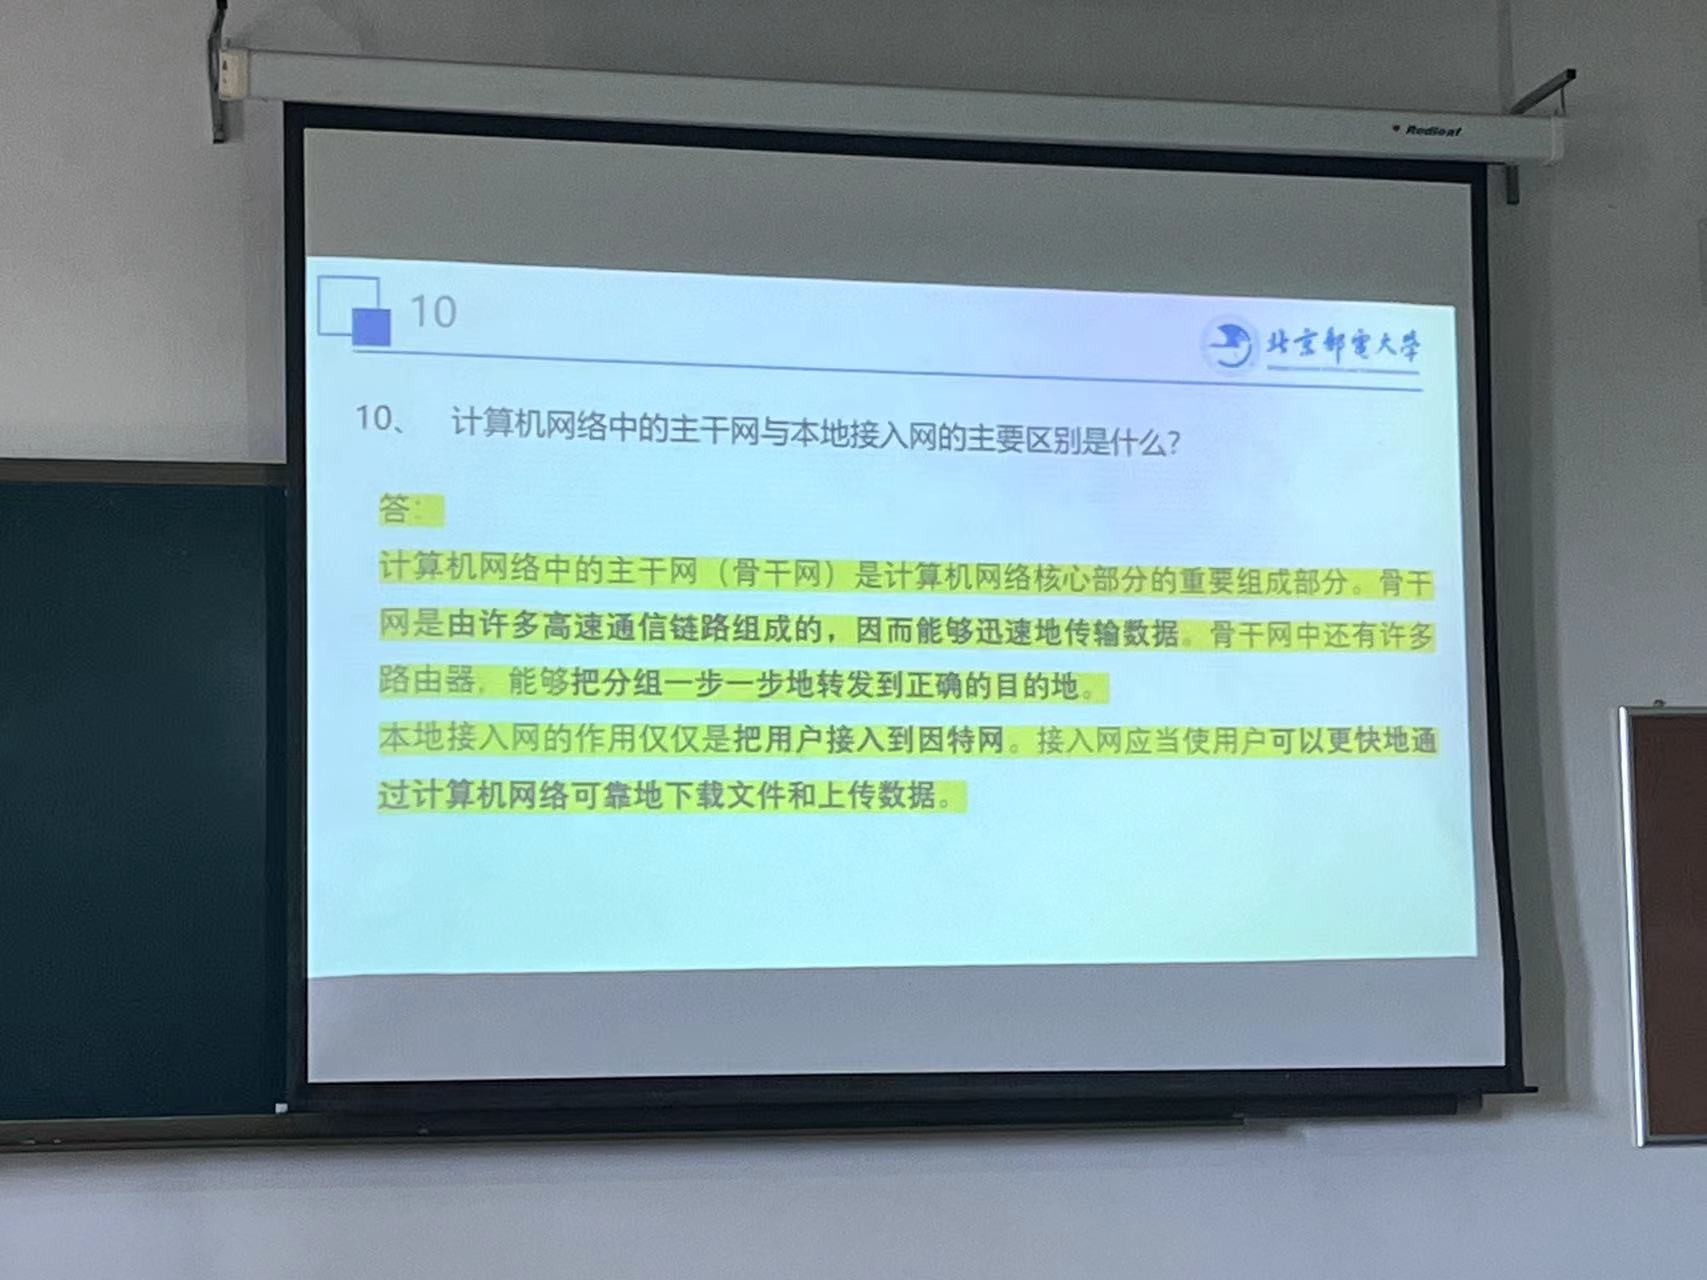 Redleaf
10
北京邮电大学
10、 计算机网络中的主干网与本地接入网的主要区别是什么?
答:
计算机网络中的主干网（骨干网）是计算机网络核心部分的重要组成部分。骨干
网是由许多高速通信链路组成的，因而能够迅速地传输数据。骨干网中还有许多
路由器，能够把分组一步一步地转发到正确的目的地。
本地接入网的作用仅仅是把用户接入到因特网。接入网应当使用户可以更快地通
过计算机网络可靠地下载文件和上传数据。